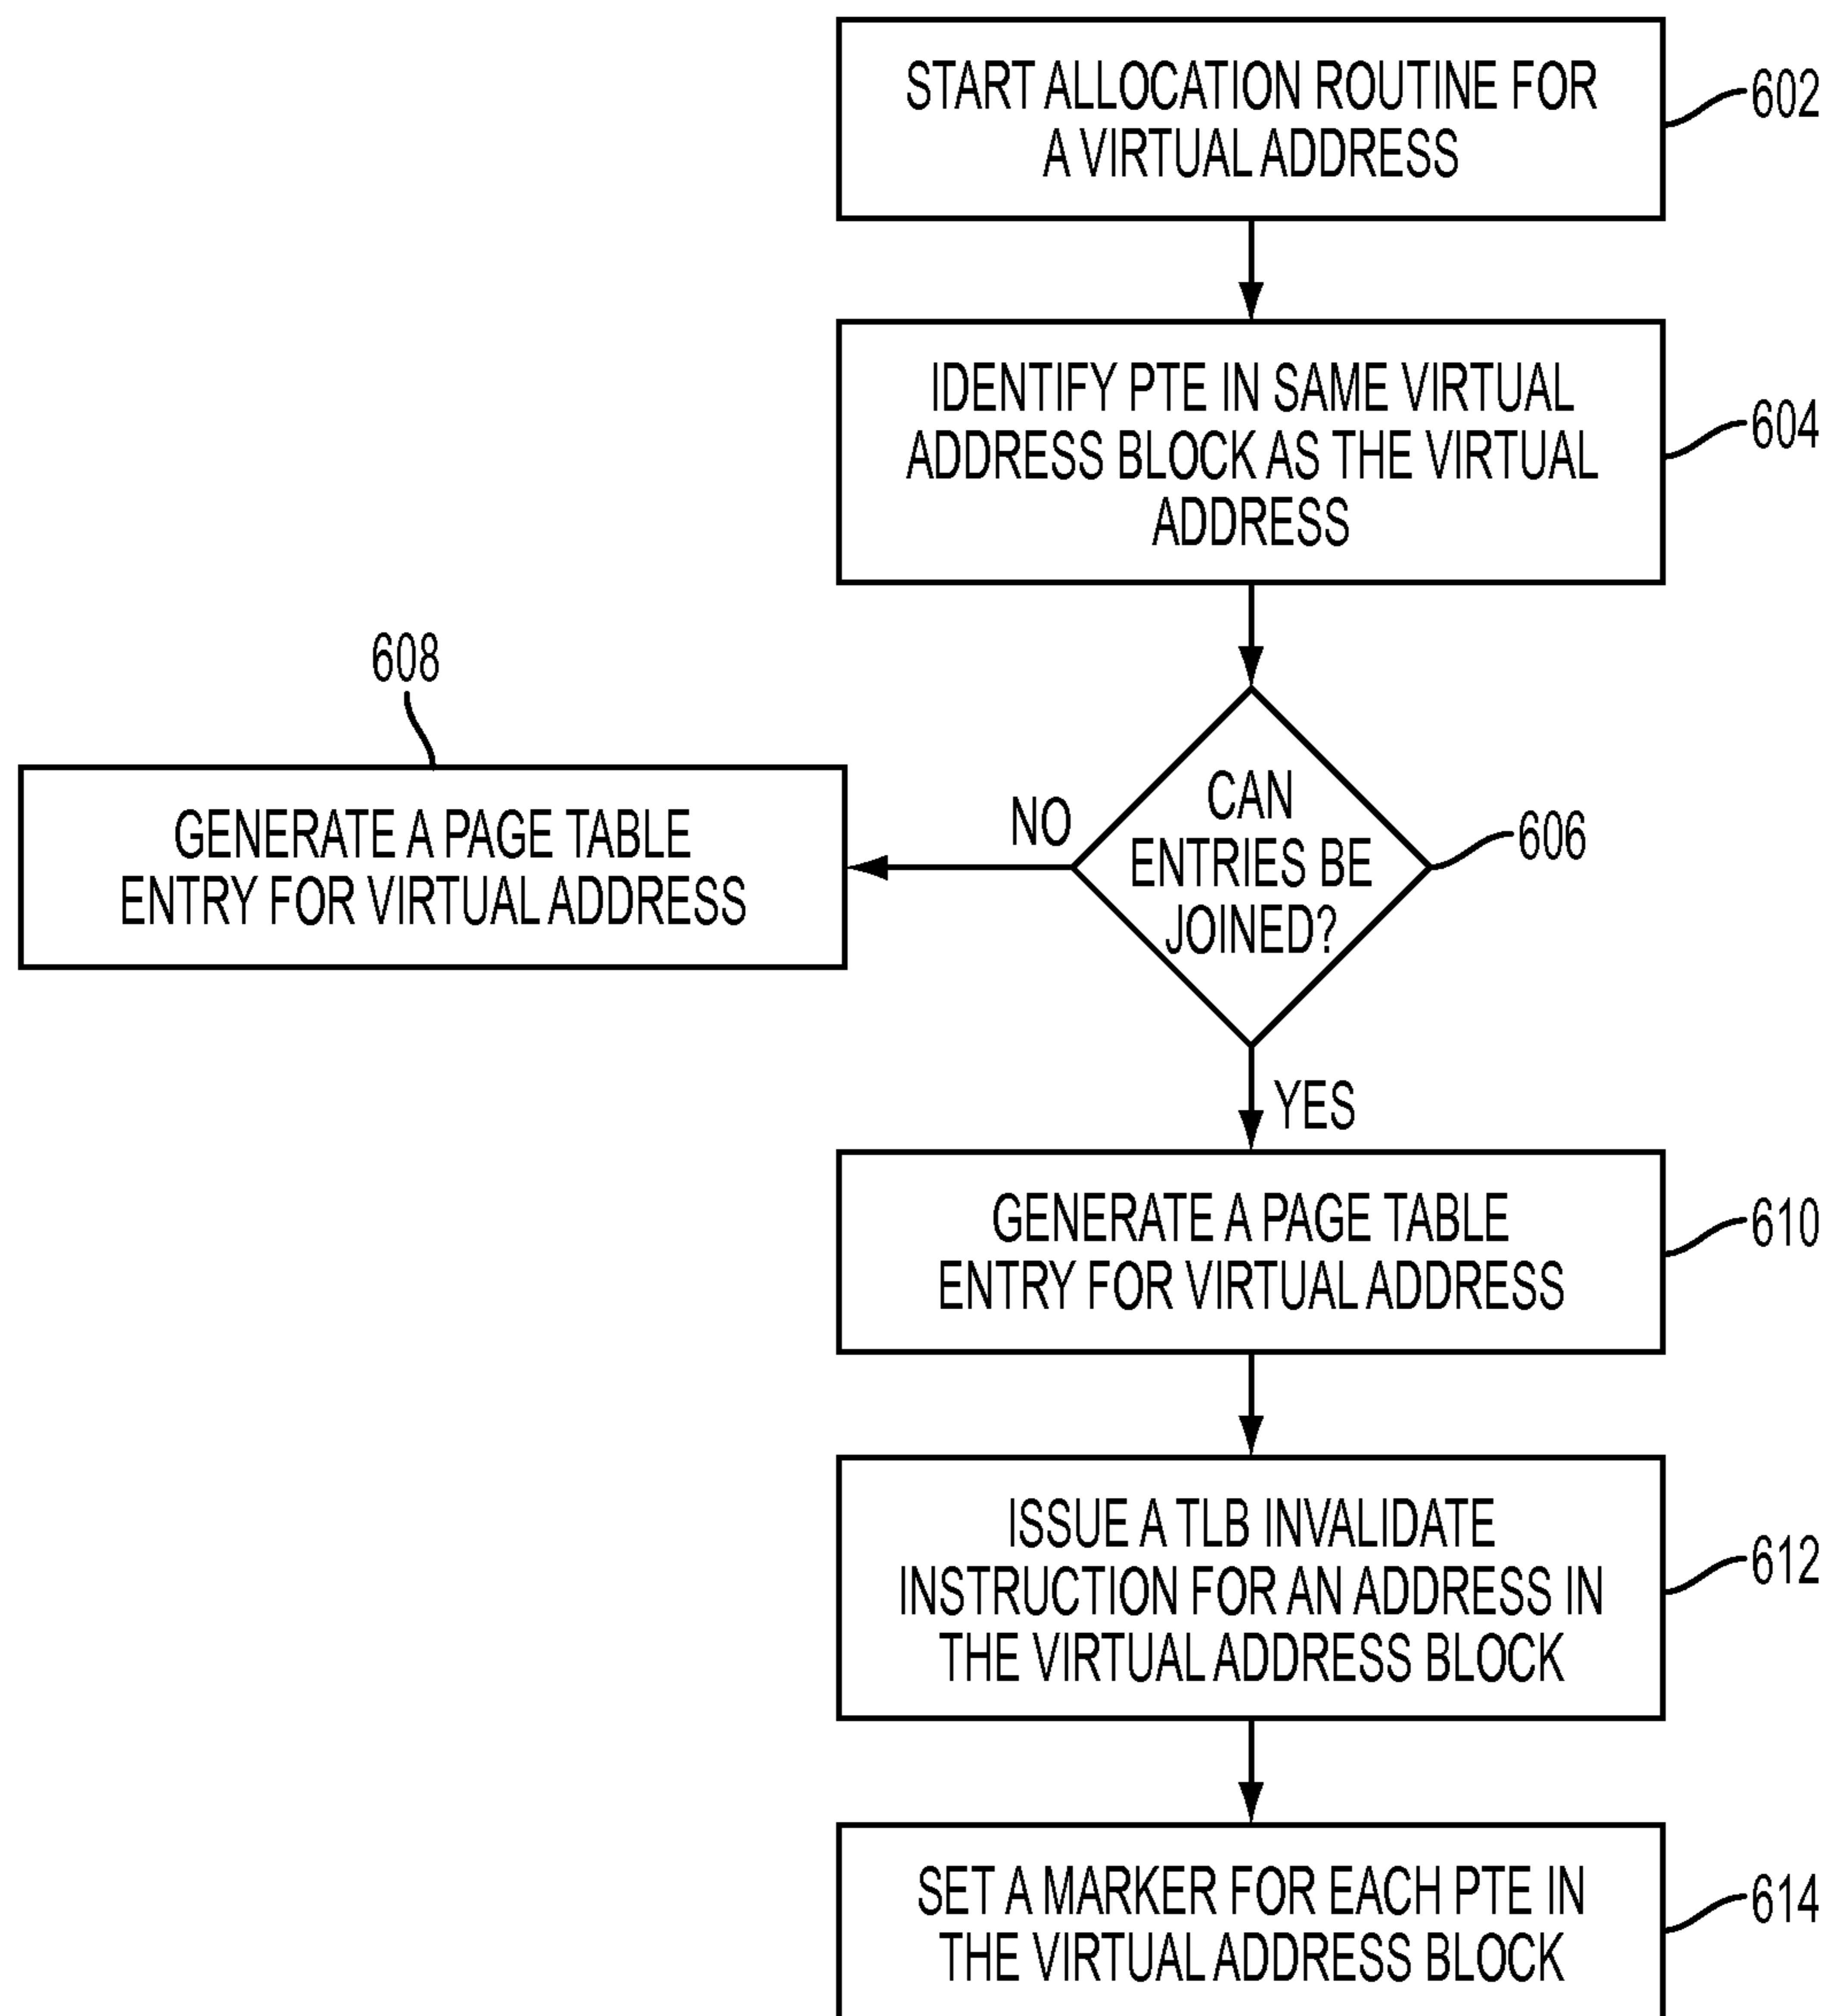 START ALLOCATION ROUTINE FOR
A VIRTUAL ADDRESS
602
IDENTIFY PTE IN SAME VIRTUAL
ADDRESS BLOCK AS THE VIRTUAL
ADDRESS
604
608
GENERATE A PAGE TABLE
ENTRY FOR VIRTUAL ADDRESS
NO
CAN
ENTRIES BE
JOINED?
606
YES
GENERATE A PAGE TABLE
ENTRY FOR VIRTUAL ADDRESS
610
ISSUE A TLB INVALIDATE
INSTRUCTION FOR AN ADDRESS IN
THE VIRTUAL ADDRESS BLOCK
612
SET A MARKER FOR EACH PTE IN
THE VIRTUAL ADDRESS BLOCK
614